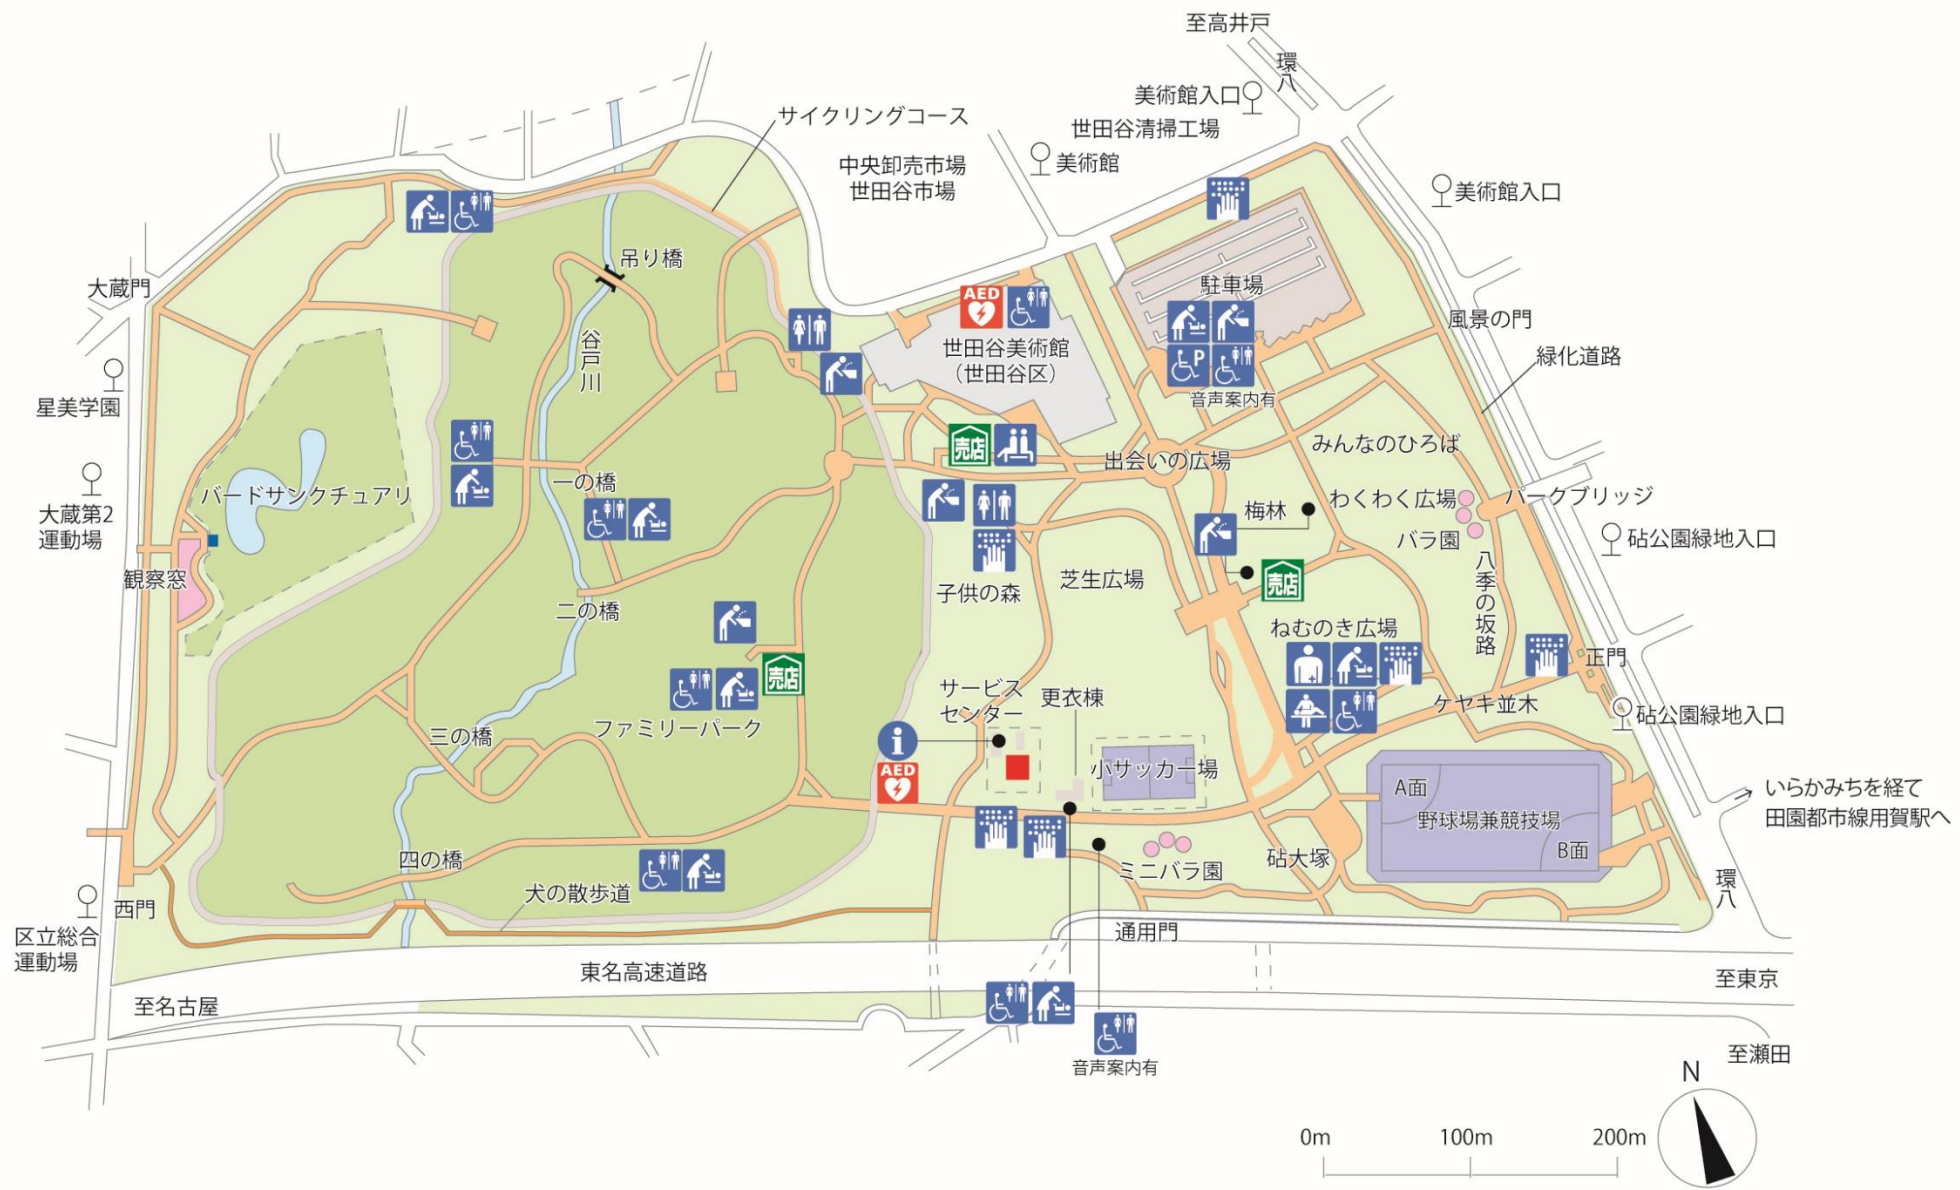 至高井戸
環八
美術館入口
世田谷清掃工場
サイクリングコース
中央卸売市場
世田谷市場
美術館
美術館入口
吊り橋
大蔵門
駐車場
AED
風景の門
世田谷美術館
（世田谷区）
谷戸川
緑化道路
P
音声案内有
星美学園
売店
みんなのひろば
出会いの広場
一の橋
バードサンクチュアリ
わくわく広場
パークブリッジ
梅林
大蔵第2
運動場
バラ園
砧公園緑地入口
観察窓
芝生広場
子供の森
売店
八季の坂路
二の橋
ねむのき広場
正門
売店
サービス
センター
更衣棟
ケヤキ並木
砧公園緑地入口
ファミリーパーク
三の橋
i
AED
小サッカー場
A面
いらかみちを経て
田園都市線用賀駅へ
野球場兼競技場
B面
四の橋
砧大塚
ミニバラ園
犬の散歩道
環八
西門
通用門
区立総合
運動場
東名高速道路
至東京
至名古屋
至瀬田
音声案内有
N
0m
100m
200m